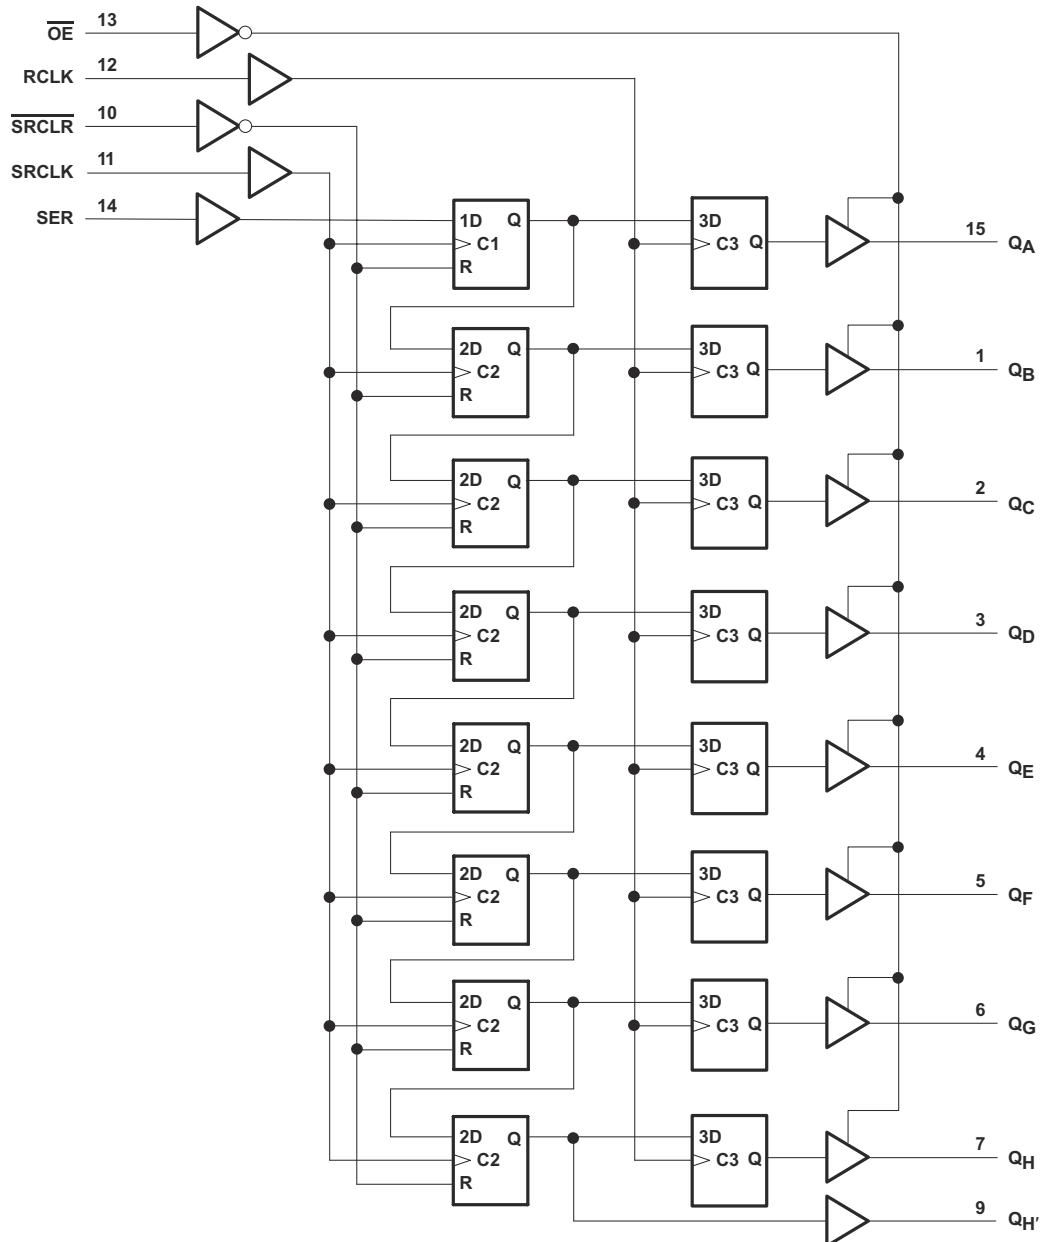 OE 13
RCLK 12
SRCLR 10
SRCLK 11
SER 14
1D Q 3D
C1 C3 Q 15 QA
R
2D Q 3D
C2 C3 Q 1 QB
R
2D Q 3D
C2 C3 Q 2 QC
R
2D Q 3D
C2 C3 Q 3 QD
R
2D Q 3D
C2 C3 Q 4 QE
R
2D Q 3D
C2 C3 Q 5 QF
R
2D Q 3D
C2 C3 Q 6 QG
R
2D Q 3D
C2 C3 Q 7 QH
R
9 QH′